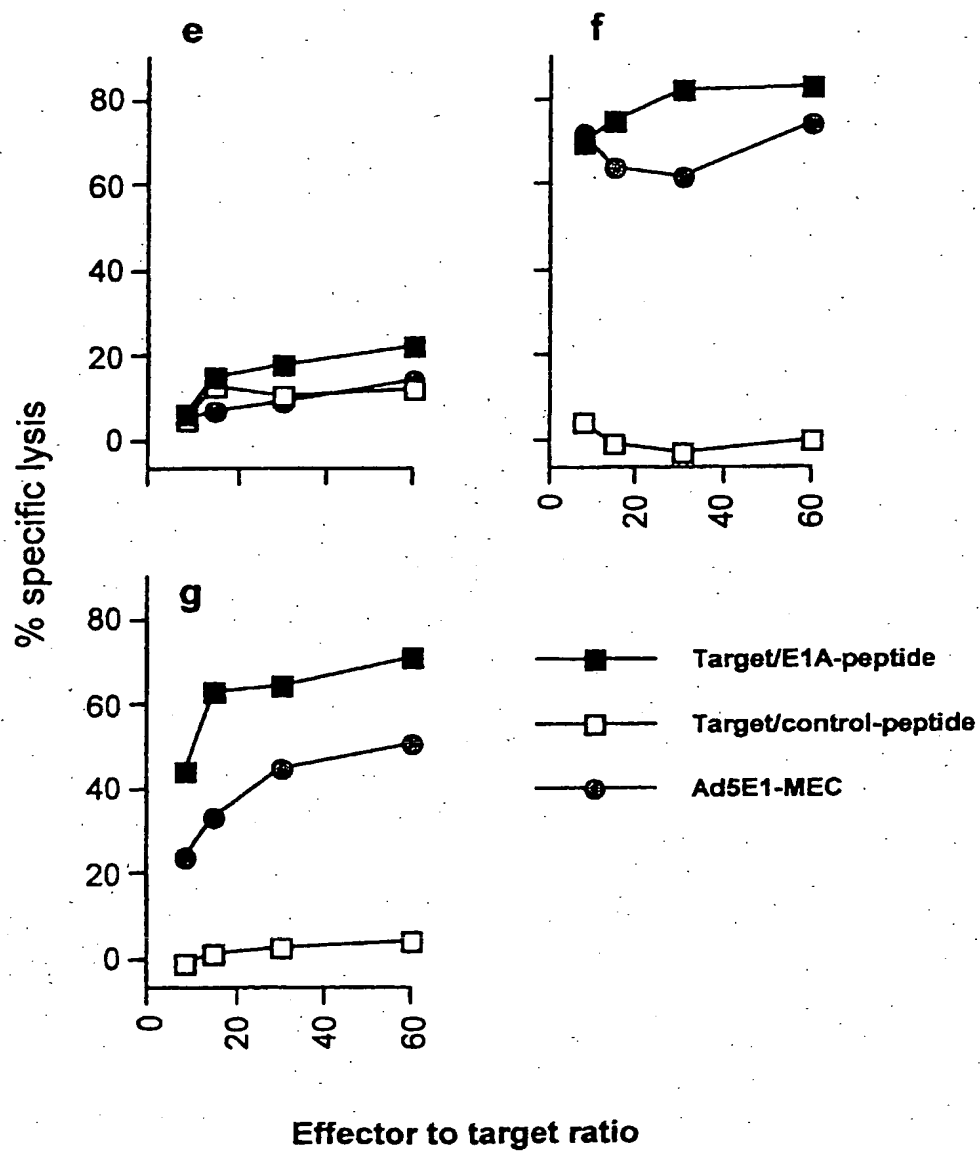 e
f
80
60
40
20
0
0
20
40
60
% specific lysis
g
80
60
40
20
0
0
20
40
60
Target/E1A-peptide
Target/control-peptide
Ad5E1-MEC
Effector to target ratio